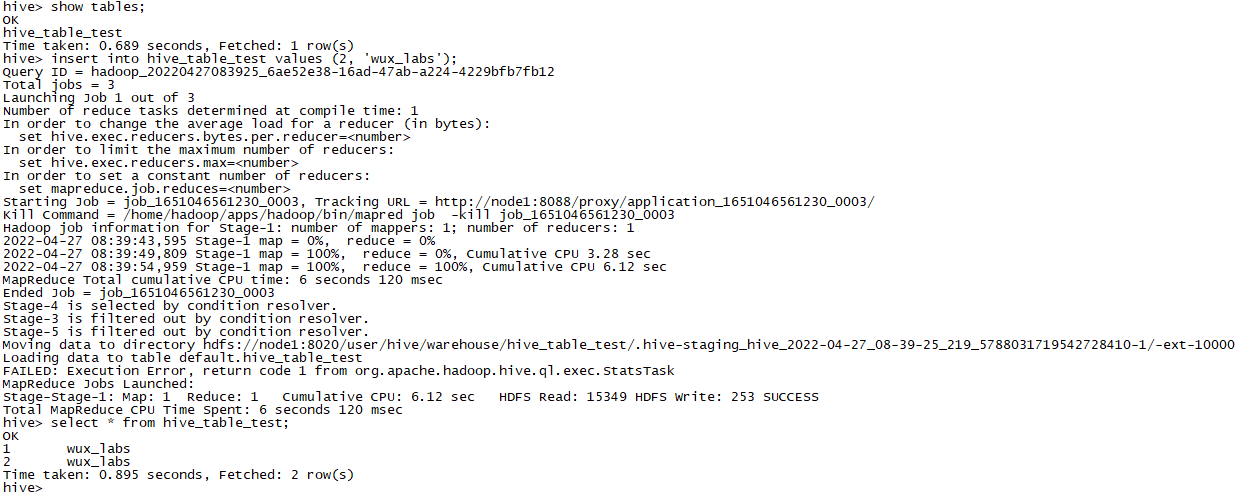 hive> show tables;
OK
hive_table_test
Time taken: 0.689 seconds, Fetched: 1 row(s)
hive> insert into hive_table_test values (2, 'wux_labs');
Query ID = hadoop_20220427083925_6ae52e38-16ad-47ab-a224-4229bfb7fb12
Total jobs = 3
Launching Job 1 out of 3
Number of reduce tasks determined at compile time: 1
In order to change the average load for a reducer (in bytes):
  set hive.exec.reducers.bytes.per.reducer=<number>
In order to limit the maximum number of reducers:
  set hive.exec.reducers.max=<number>
In order to set a constant number of reducers:
  set mapreduce.job.reduces=<number>
Starting Job = job_1651046561230_0003, Tracking URL = http://node1:8088/proxy/application_1651046561230_0003/
Kill Command = /home/hadoop/apps/hadoop/bin/mapred job  -kill job_1651046561230_0003
Hadoop job information for Stage-1: number of mappers: 1; number of reducers: 1
2022-04-27 08:39:43,595 Stage-1 map = 0%,  reduce = 0%
2022-04-27 08:39:49,809 Stage-1 map = 100%,  reduce = 0%, Cumulative CPU 3.28 sec
2022-04-27 08:39:54,959 Stage-1 map = 100%,  reduce = 100%, Cumulative CPU 6.12 sec
MapReduce Total cumulative CPU time: 6 seconds 120 msec
Ended Job = job_1651046561230_0003
Stage-4 is selected by condition resolver.
Stage-3 is filtered out by condition resolver.
Stage-5 is filtered out by condition resolver.
Moving data to directory hdfs://node1:8020/user/hive/warehouse/hive_table_test/.hive-staging_hive_2022-04-27_08-39-25_219_5788031719542728410-1/-ext-10000
Loading data to table default.hive_table_test
FAILED: Execution Error, return code 1 from org.apache.hadoop.hive.ql.exec.StatsTask
MapReduce Jobs Launched:
Stage-Stage-1: Map: 1  Reduce: 1   Cumulative CPU: 6.12 sec   HDFS Read: 15349 HDFS Write: 253 SUCCESS
Total MapReduce CPU Time Spent: 6 seconds 120 msec
hive> select * from hive_table_test;
OK
1       wux_labs
2       wux_labs
Time taken: 0.895 seconds, Fetched: 2 row(s)
hive>